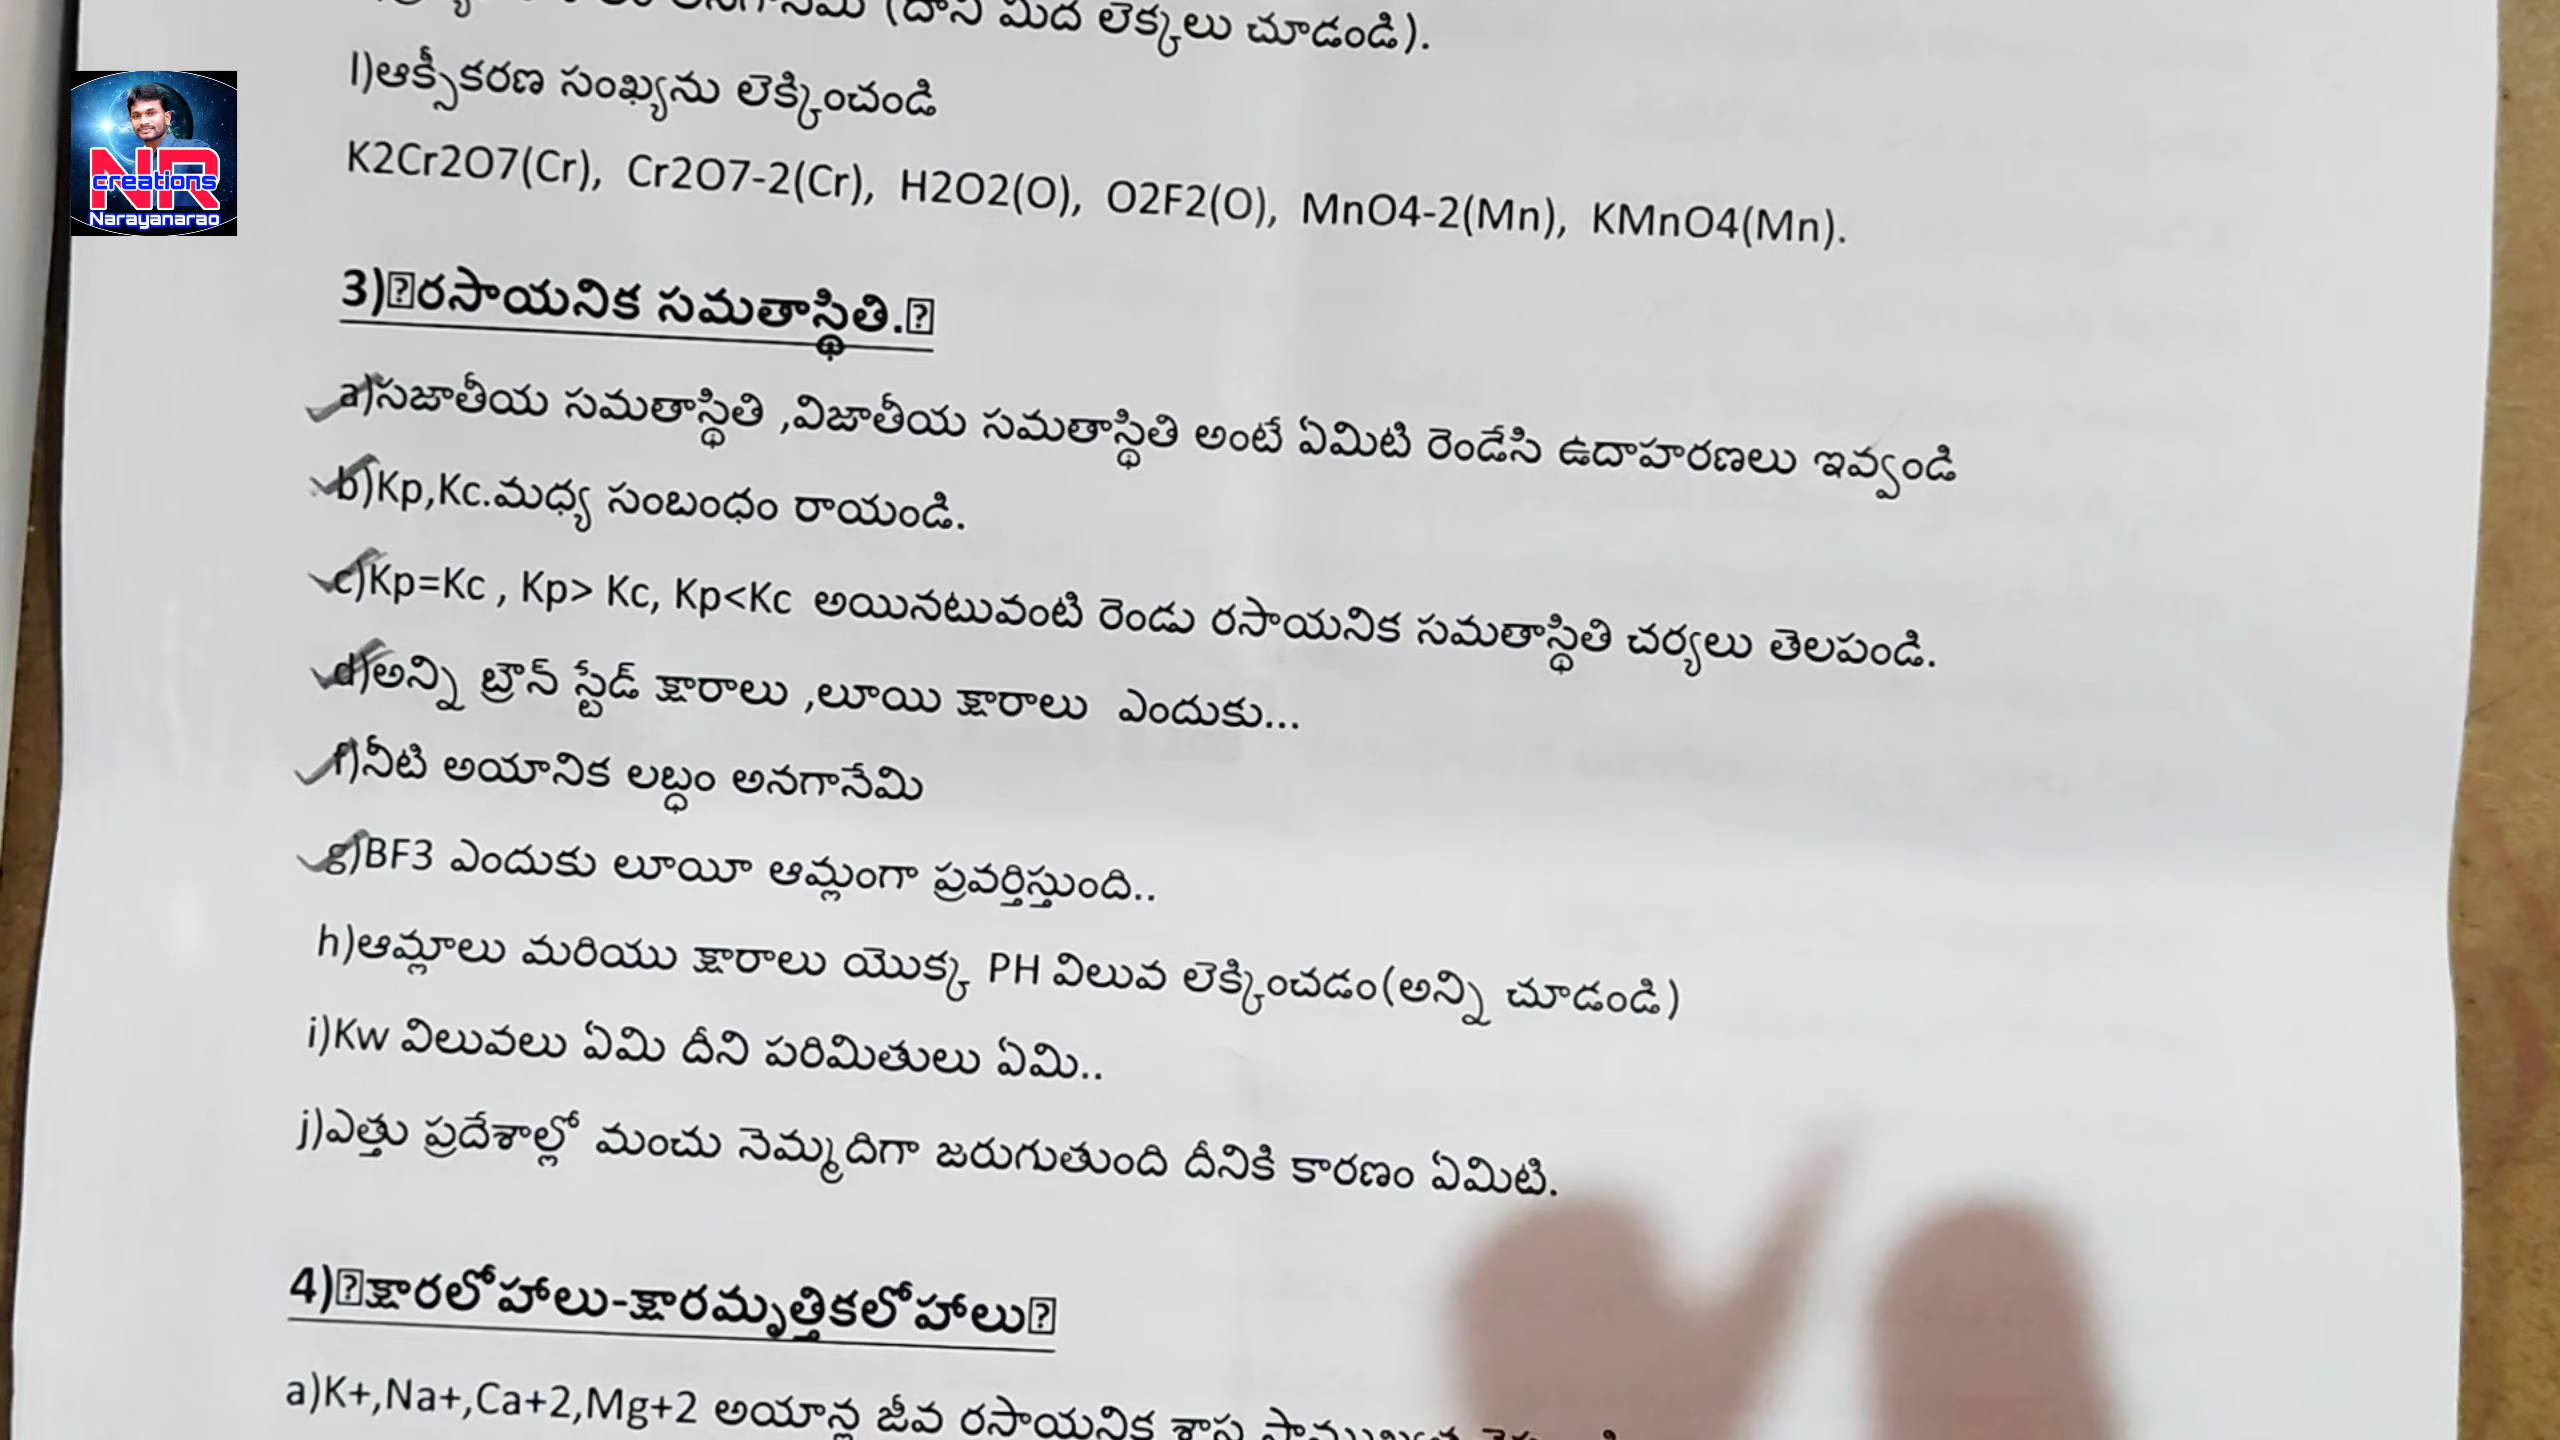 (దాని మీద లెక్కలు చూడండి).
l)ఆక్సీకరణ సంఖ్యను లెక్కించండి
K2Cr2O7(Cr), Cr2O7-2(Cr), H2O2(O), O2F2(O), MnO4-2(Mn), KMnO4(Mn).
NR
creations
Narayanarao
3)రసాయనిక సమతాస్థితి.
a)సజాతీయ సమతాస్థితి ,విజాతీయ సమతాస్థితి అంటే ఏమిటి రెండేసి ఉదాహరణలు ఇవ్వండి
b)Kp,Kc.మధ్య సంబంధం రాయండి.
c)Kp=Kc , Kp> Kc, Kp<Kc అయినటువంటి రెండు రసాయనిక సమతాస్థితి చర్యలు తెలపండి.
d)అన్ని బ్రౌన్ స్టేడ్ క్షారాలు ,లూయి క్షారాలు ఎందుకు...
f)నీటి అయానిక లబ్ధం అనగానేమి
g)BF3 ఎందుకు లూయీ ఆమ్లంగా ప్రవర్తిస్తుంది..
h)ఆమ్లాలు మరియు క్షారాలు యొక్క PH విలువ లెక్కించడం(అన్ని చూడండి)
i)Kw విలువలు ఏమి దీని పరిమితులు ఏమి..
j)ఎత్తు ప్రదేశాల్లో మంచు నెమ్మదిగా జరుగుతుంది దీనికి కారణం ఏమిటి.
4)క్షారలోహాలు-క్షారమృత్తికలోహాలు
a)K+,Na+,Ca+2,Mg+2 అయాన్ల జీవ రసాయనిక